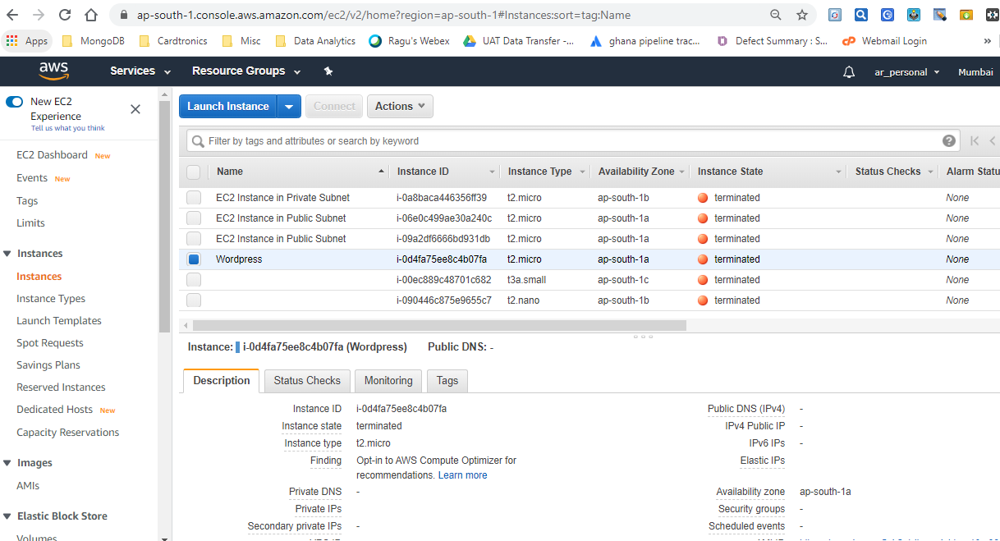 ap-south-1.console.aws.amazon.com/ec2/v2/home?region=ap-south-1#Instances:sort=tag:Name
Apps MongoDB Cardtronics Misc Data Analytics Ragu's Webex UAT Data Transfer -... ghana pipeline trac... Defect Summary : S... cP Webmail Login »
aws Services Resource Groups ar_personal Mumbai
New EC2
Experience
Tell us what you think
EC2 Dashboard New
Events New
Tags
Limits
Instances
Instances
Instance Types
Launch Templates
Spot Requests
Savings Plans
Reserved Instances
Dedicated Hosts New
Capacity Reservations
Images
AMIs
Elastic Block Store
Volumes
Launch Instance Connect Actions
Filter by tags and attributes or search by keyword ?
Name Instance ID Instance Type Availability Zone Instance State Status Checks Alarm Statu
EC2 Instance in Private Subnet i-0a8baca446356ff39 t2.micro ap-south-1b terminated None
EC2 Instance in Public Subnet i-06e0c499ae30a240c t2.micro ap-south-1a terminated None
EC2 Instance in Public Subnet i-09a2df6666bd931db t2.micro ap-south-1a terminated None
Wordpress i-0d4fa75ee8c4b07fa t2.micro ap-south-1a terminated None
i-00ec889c48701c682 t3a.small ap-south-1c terminated None
i-090446c875e9655c7 t2.nano ap-south-1b terminated None
Instance: i-0d4fa75ee8c4b07fa (Wordpress) Public DNS: -
Description Status Checks Monitoring Tags
Instance ID i-0d4fa75ee8c4b07fa Public DNS (IPv4) -
Instance state terminated IPv4 Public IP -
Instance type t2.micro IPv6 IPs -
Finding Opt-in to AWS Compute Optimizer for Elastic IPs
recommendations. Learn more
Private DNS - Availability zone ap-south-1a
Private IPs Security groups -
Secondary private IPs - Scheduled events -